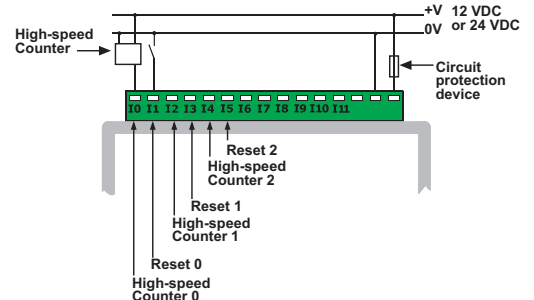 +V 12 VDC
or 24 VDC
0V
High-speed
Counter
Circuit
protection
device
I0 I1 I2 I3 I4 I5 I6 I7 I8 I9 I10 I11
Reset 2
High-speed
Counter 2
Reset 1
High-speed
Counter 1
Reset 0
High-speed
Counter 0